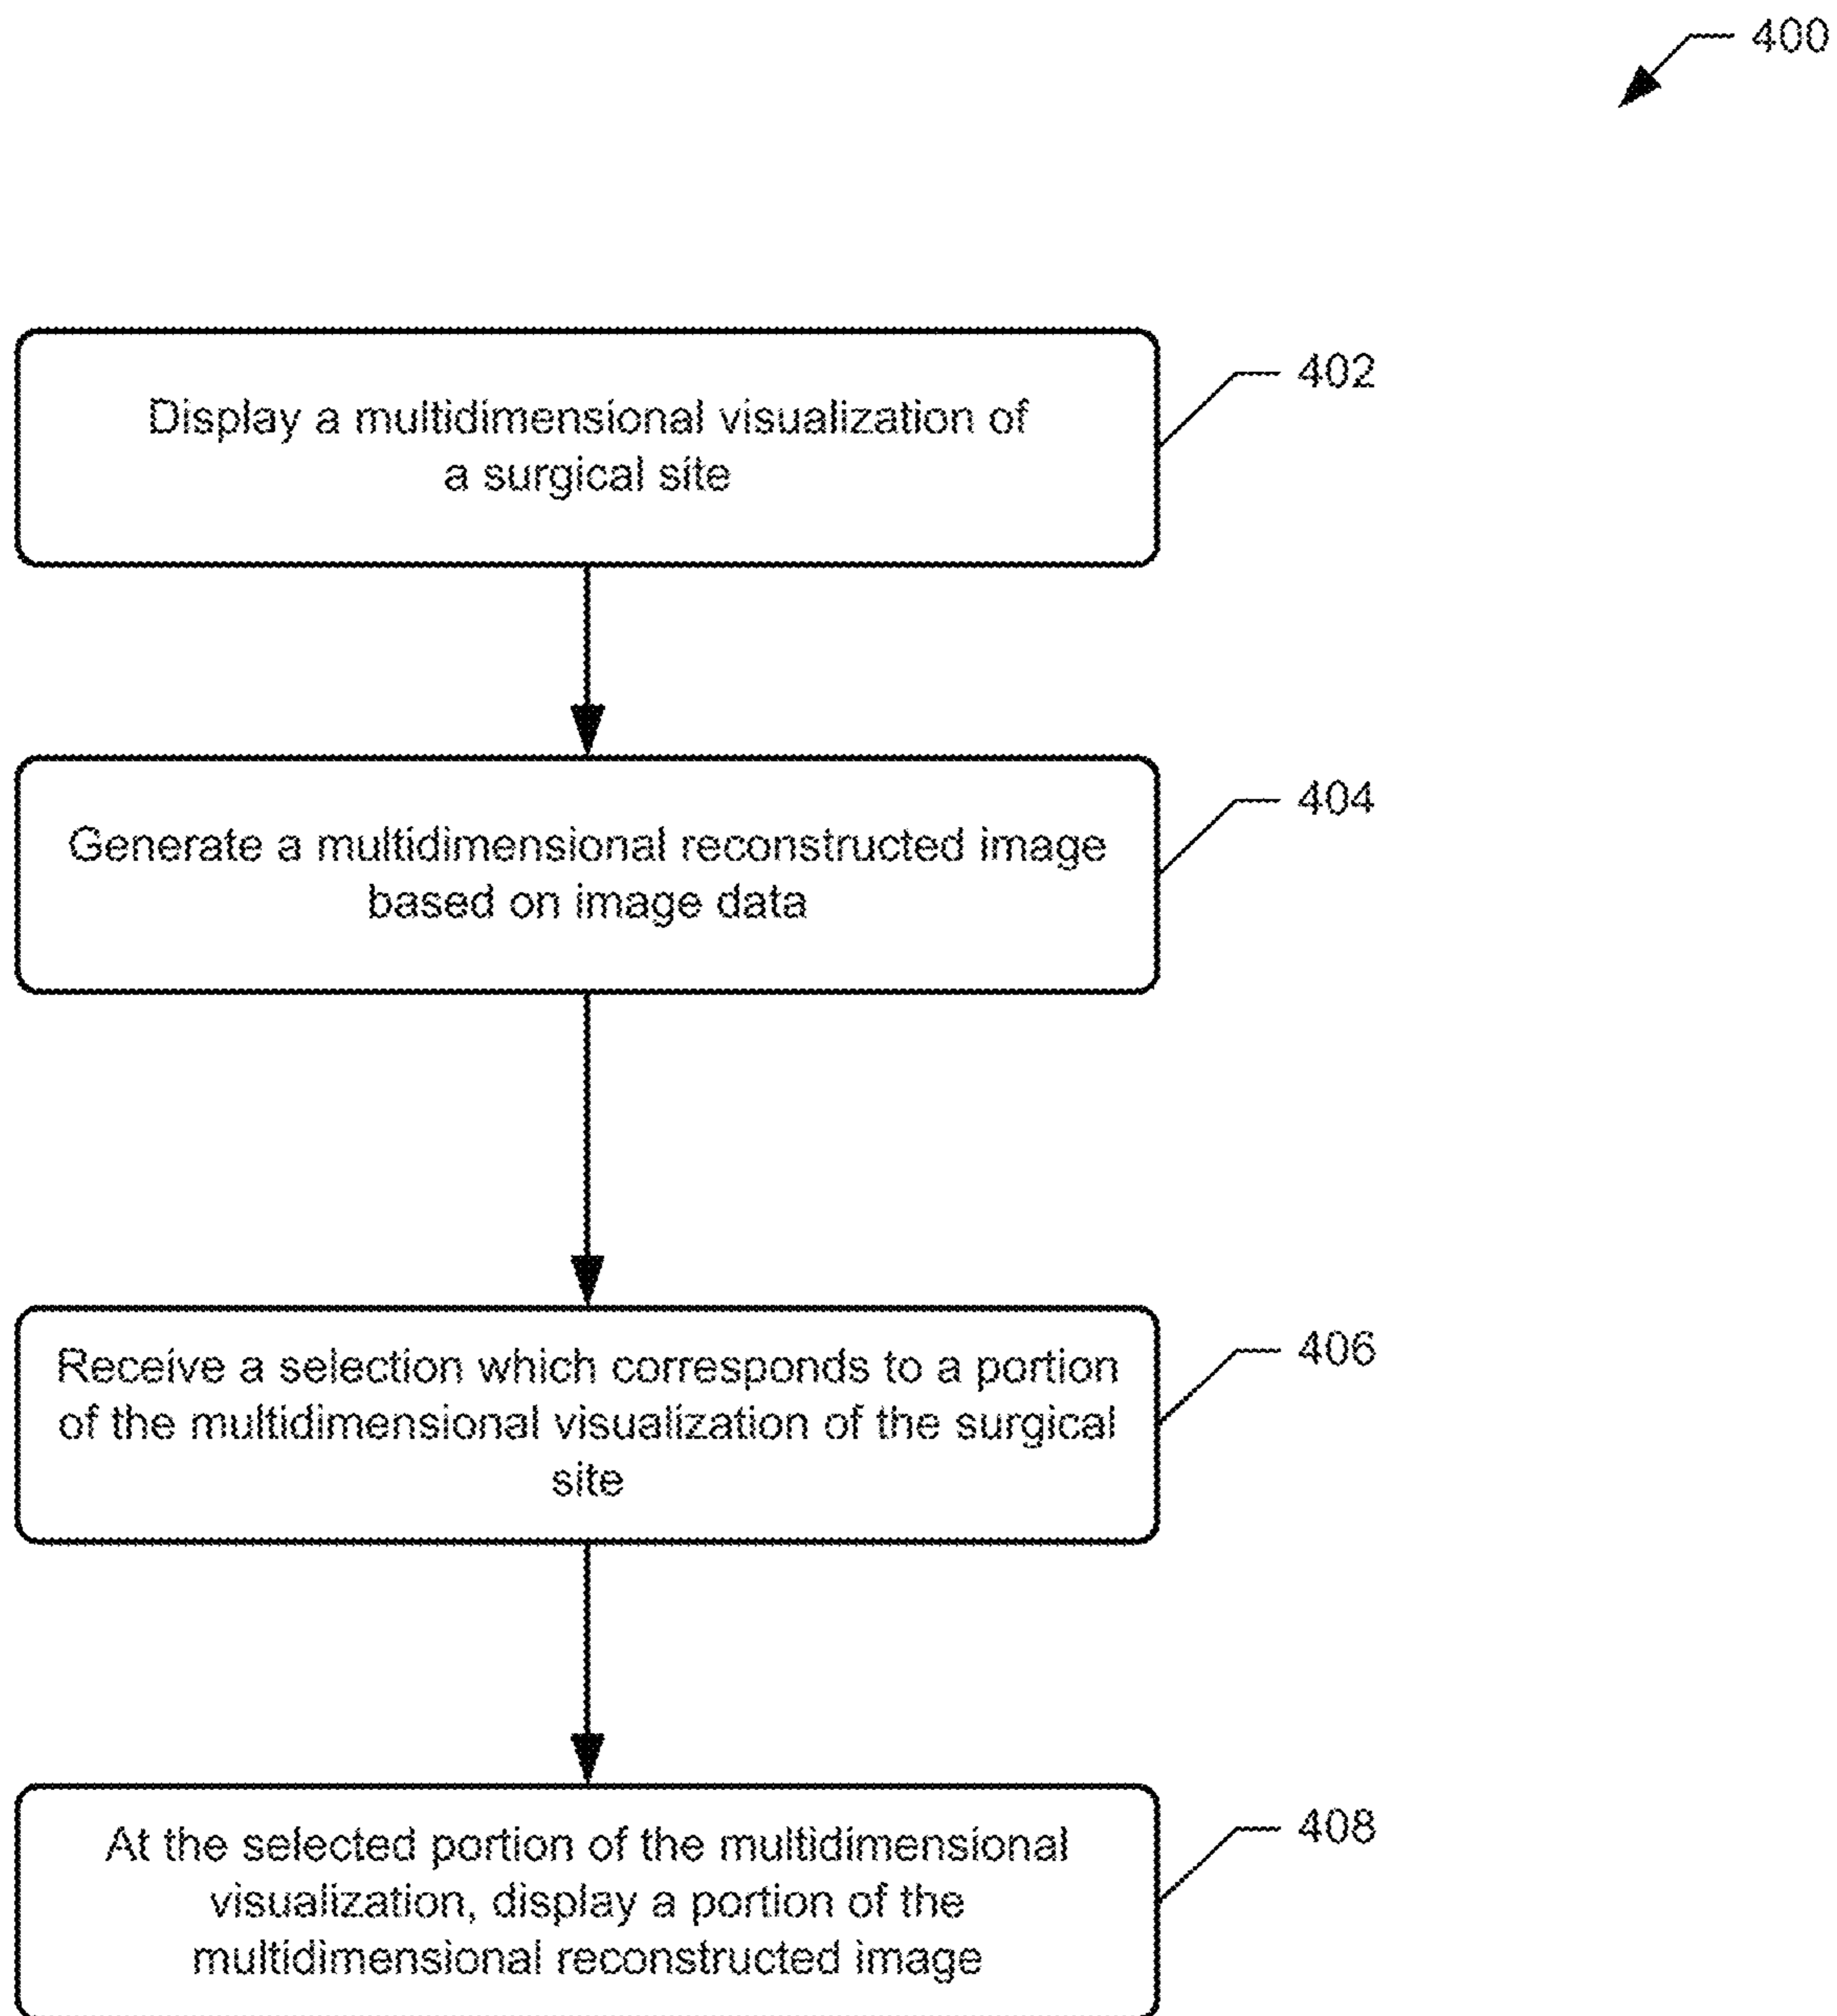 400
Display a multidimensional visualization of
a surgical site
402
Generate a multidimensional reconstructed image
based on image data
404
Receive a selection which corresponds to a portion
of the multidimensional visualization of the surgical
site
406
At the selected portion of the multidimensional
visualization, display a portion of the
multidimensional reconstructed image
408